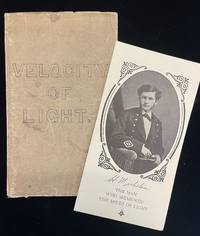 VELOCITY
OF
LIGHT.
THE MAN
WHO MEASURED
THE SPEED OF LIGHT